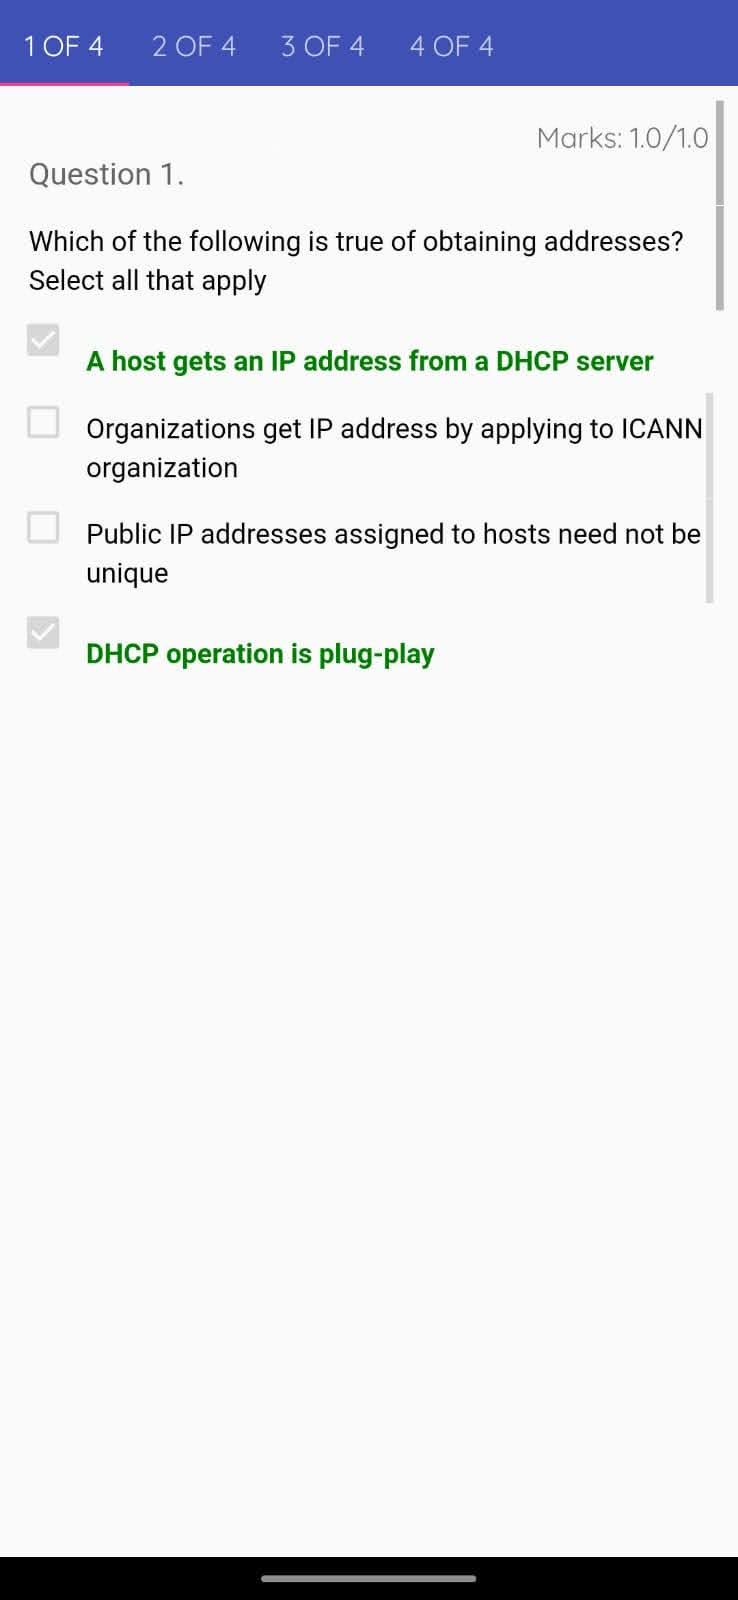 1 OF 4 2 OF 4 3 OF 4 4 OF 4
Marks: 1.0/1.0
Question 1.
Which of the following is true of obtaining addresses?
Select all that apply
A host gets an IP address from a DHCP server
Organizations get IP address by applying to ICANN
organization
Public IP addresses assigned to hosts need not be
unique
DHCP operation is plug-play